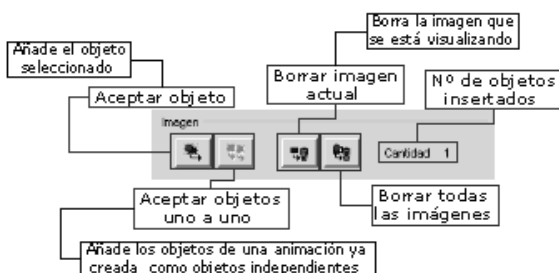 Borra la imagen que
se está visualizando
Añade el objeto
seleccionado
Borrar imagen
actual
Nº de objetos
insertados
Aceptar objeto
Imagen
Cantidad 1
Aceptar objetos
uno a uno
Borrar todas
las imágenes
Añade los objetos de una animación ya
creada como objetos independientes